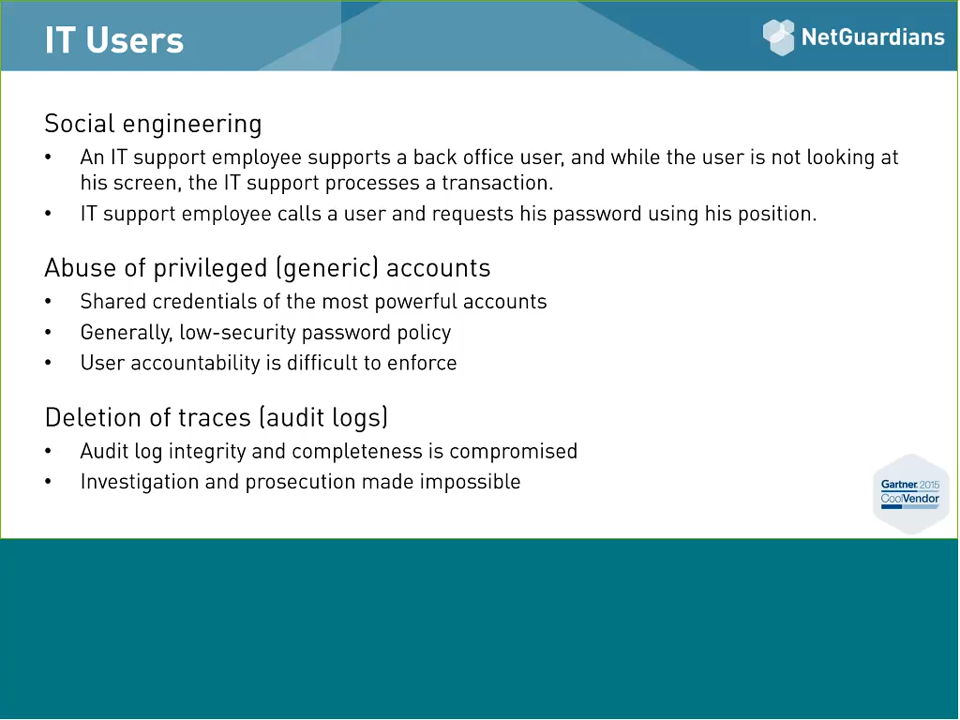 IT Users
NetGuardians
Social engineering
• An IT support employee supports a back office user, and while the user is not looking at
his screen, the IT support processes a transaction.
• IT support employee calls a user and requests his password using his position.
Abuse of privileged (generic) accounts
• Shared credentials of the most powerful accounts
• Generally, low-security password policy
• User accountability is difficult to enforce
Deletion of traces (audit logs)
• Audit log integrity and completeness is compromised
• Investigation and prosecution made impossible
Gartner 2015
CoolVendor